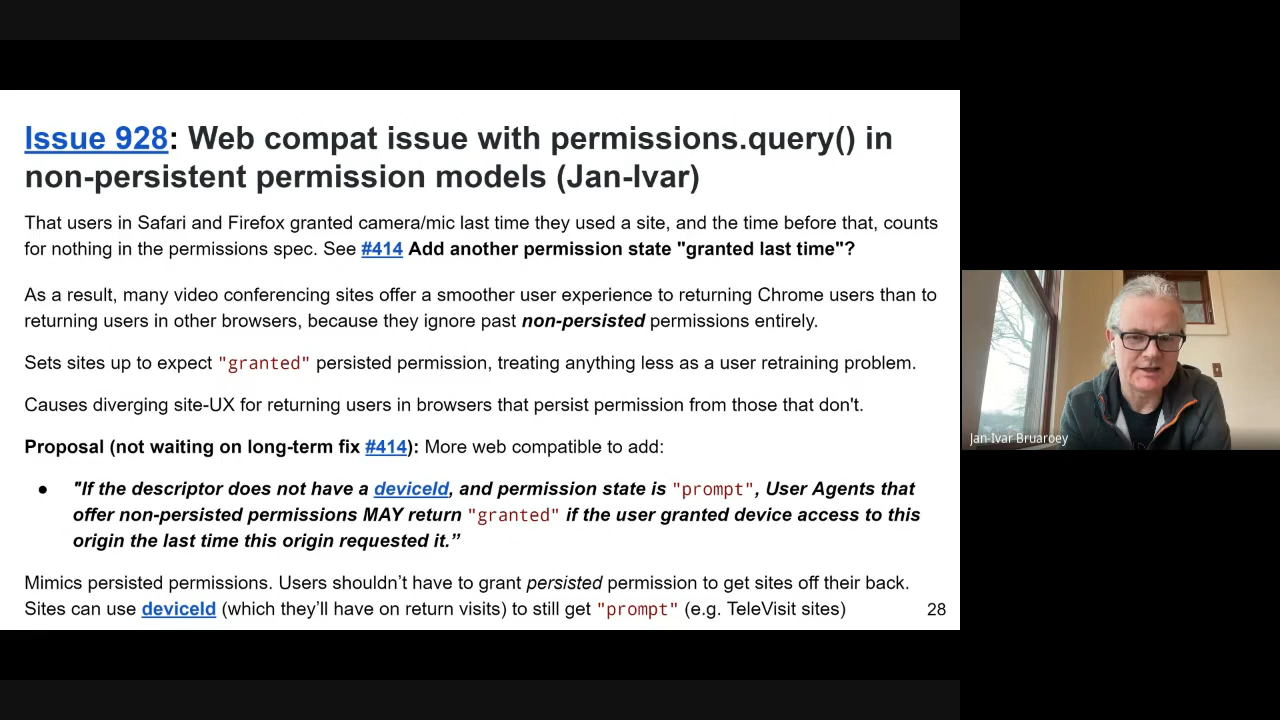 Issue 928: Web compat issue with permissions.query() in
non-persistent permission models (Jan-Ivar)
That users in Safari and Firefox granted camera/mic last time they used a site, and the time before that, counts
for nothing in the permissions spec. See #414 Add another permission state "granted last time"?
As a result, many video conferencing sites offer a smoother user experience to returning Chrome users than to
returning users in other browsers, because they ignore past non-persisted permissions entirely.
Sets sites up to expect "granted" persisted permission, treating anything less as a user retraining problem.
Causes diverging site-UX for returning users in browsers that persist permission from those that don't.
Proposal (not waiting on long-term fix #414): More web compatible to add:
● "If the descriptor does not have a deviceId, and permission state is "prompt", User Agents that
offer non-persisted permissions MAY return "granted" if the user granted device access to this
origin the last time this origin requested it.”
Mimics persisted permissions. Users shouldn’t have to grant persisted permission to get sites off their back.
Sites can use deviceId (which they’ll have on return visits) to still get "prompt" (e.g. TeleVisit sites)
28
Jan-Ivar Bruaroey